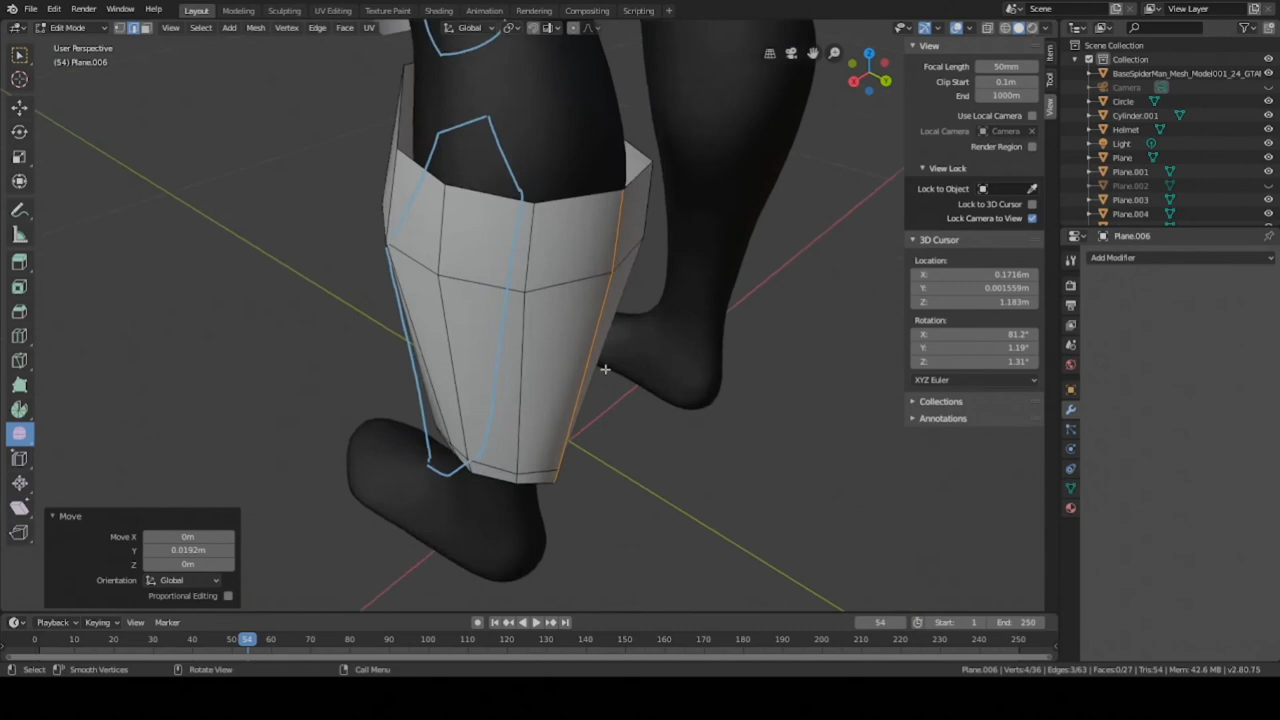 File Edit Render Window Help Layout Modeling Sculpting UV Editing Texture Paint Shading Animation Rendering Compositing Scripting + Scene View Layer
Edit Mode View Select Add Mesh Vertex Edge Face UV Global
User Perspective
(54) Plane.006
X Y Z
View
Focal Length 50mm
Clip Start 0.1m
End 1000m
Use Local Camera
Local Camera Camera
Render Region
View Lock
Lock to Object
Lock to 3D Cursor
Lock Camera to View
3D Cursor
Location:
X: 0.1716m
Y: 0.001559m
Z: 1.183m
Rotation:
X: 81.2°
Y: 1.19°
Z: 1.31°
XYZ Euler
Collections
Annotations
Item
Tool
View
Scene Collection
Collection
BaseSpiderMan_Mesh_Model001_24_GTAI
Camera
Circle
Cylinder.001
Helmet
Light
Plane
Plane.001
Plane.002
Plane.003
Plane.004
Plane.006
Add Modifier
Move
Move X 0m
Y 0.0192m
Z 0m
Orientation Global
Proportional Editing
Playback Keying View Marker 54 Start: 1 End: 250
0 10 20 30 40 50 54 60 70 80 90 100 110 120 130 140 150 160 170 180 190 200 210 220 230 240 250
Select Smooth Vertices Rotate View Call Menu Plane.006 | Verts:4/36 | Edges:3/63 | Faces:0/27 | Tris:54 | Mem: 42.6 MB | v2.80.75